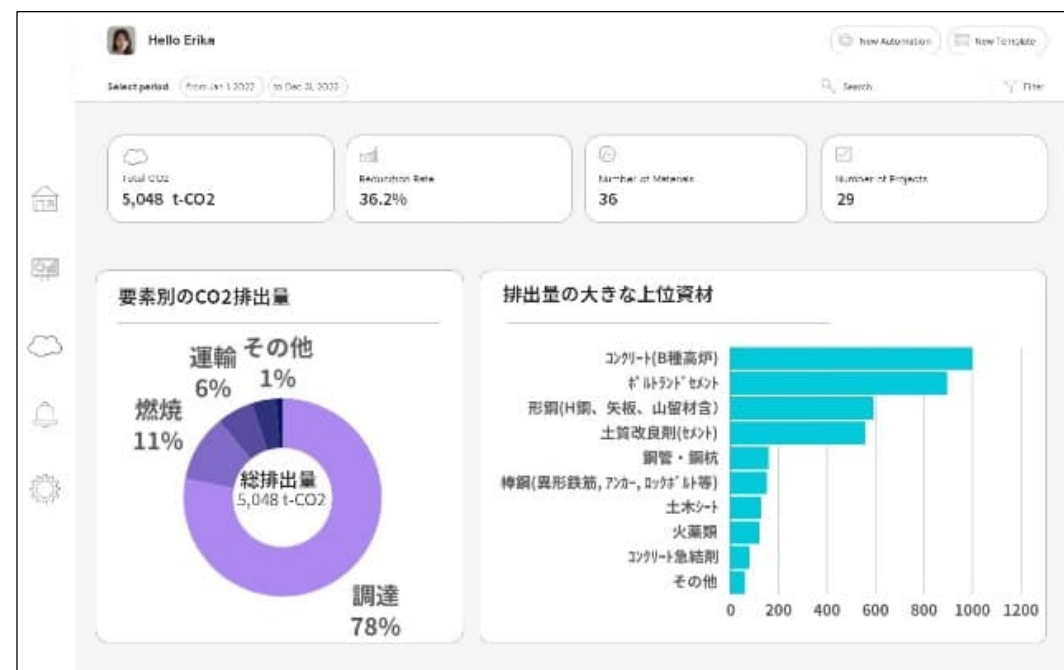 Hello Erika
New Automation
New Template
Select period
from Jan 1, 2022
to Dec 31, 2022
Search
Filter
Total CO2
5,048 t-CO2
Reduction Rate
36.2%
Number of Materials
36
Number of Projects
29
要素別のCO2排出量
その他
1%
運輸
6%
燃焼
11%
総排出量
5,048 t-CO2
調達
78%
排出量の大きな上位資材
コンクリート(B種高炉)
ポルトランドセメント
形鋼(H鋼、矢板、山留材含)
土質改良剤(セメント)
鋼管・鋼杭
棒鋼(異形鉄筋, アンカー, ロックボルト等)
土木シート
火薬類
コンクリート急結剤
その他
0 200 400 600 800 1000 1200